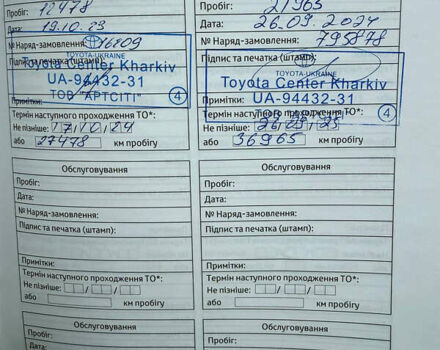 Пробіг: 12478
Дата: 19.10.23
№ Наряд-замовлення: 16209
Підпис та печатка (штамп):
TOYOTA-UKRAINE
Toyota Center Kharkiv
UA-94432-31
ТОВ "АРТСІТІ"
4
Примітки:
Термін наступного проходження ТО*:
Не пізніше: 17/10/24
або 27478 км пробігу
Пробіг: 21965
Дата: 26.09.2024
№ Наряд-замовлення: 795878
Підпис та печатка (штамп):
TOYOTA-UKRAINE
Toyota Center Kharkiv
UA-94432-31
4
Примітки:
Термін наступного проходження ТО*:
Не пізніше: 26/09/25
або 36965 км пробігу
Обслуговування
Пробіг:
Дата:
№ Наряд-замовлення:
Підпис та печатка (штамп):
Примітки:
Термін наступного проходження ТО*:
Не пізніше: / /
або км пробігу
Обслуговування
Пробіг:
Дата:
№ Наряд-замовлення:
Підпис та печатка (штамп):
Примітки:
Термін наступного проходження ТО*:
Не пізніше: / /
або км пробігу
Обслуговування
Пробіг:
Дата:
Обслуговування
Пробіг:
Дата: